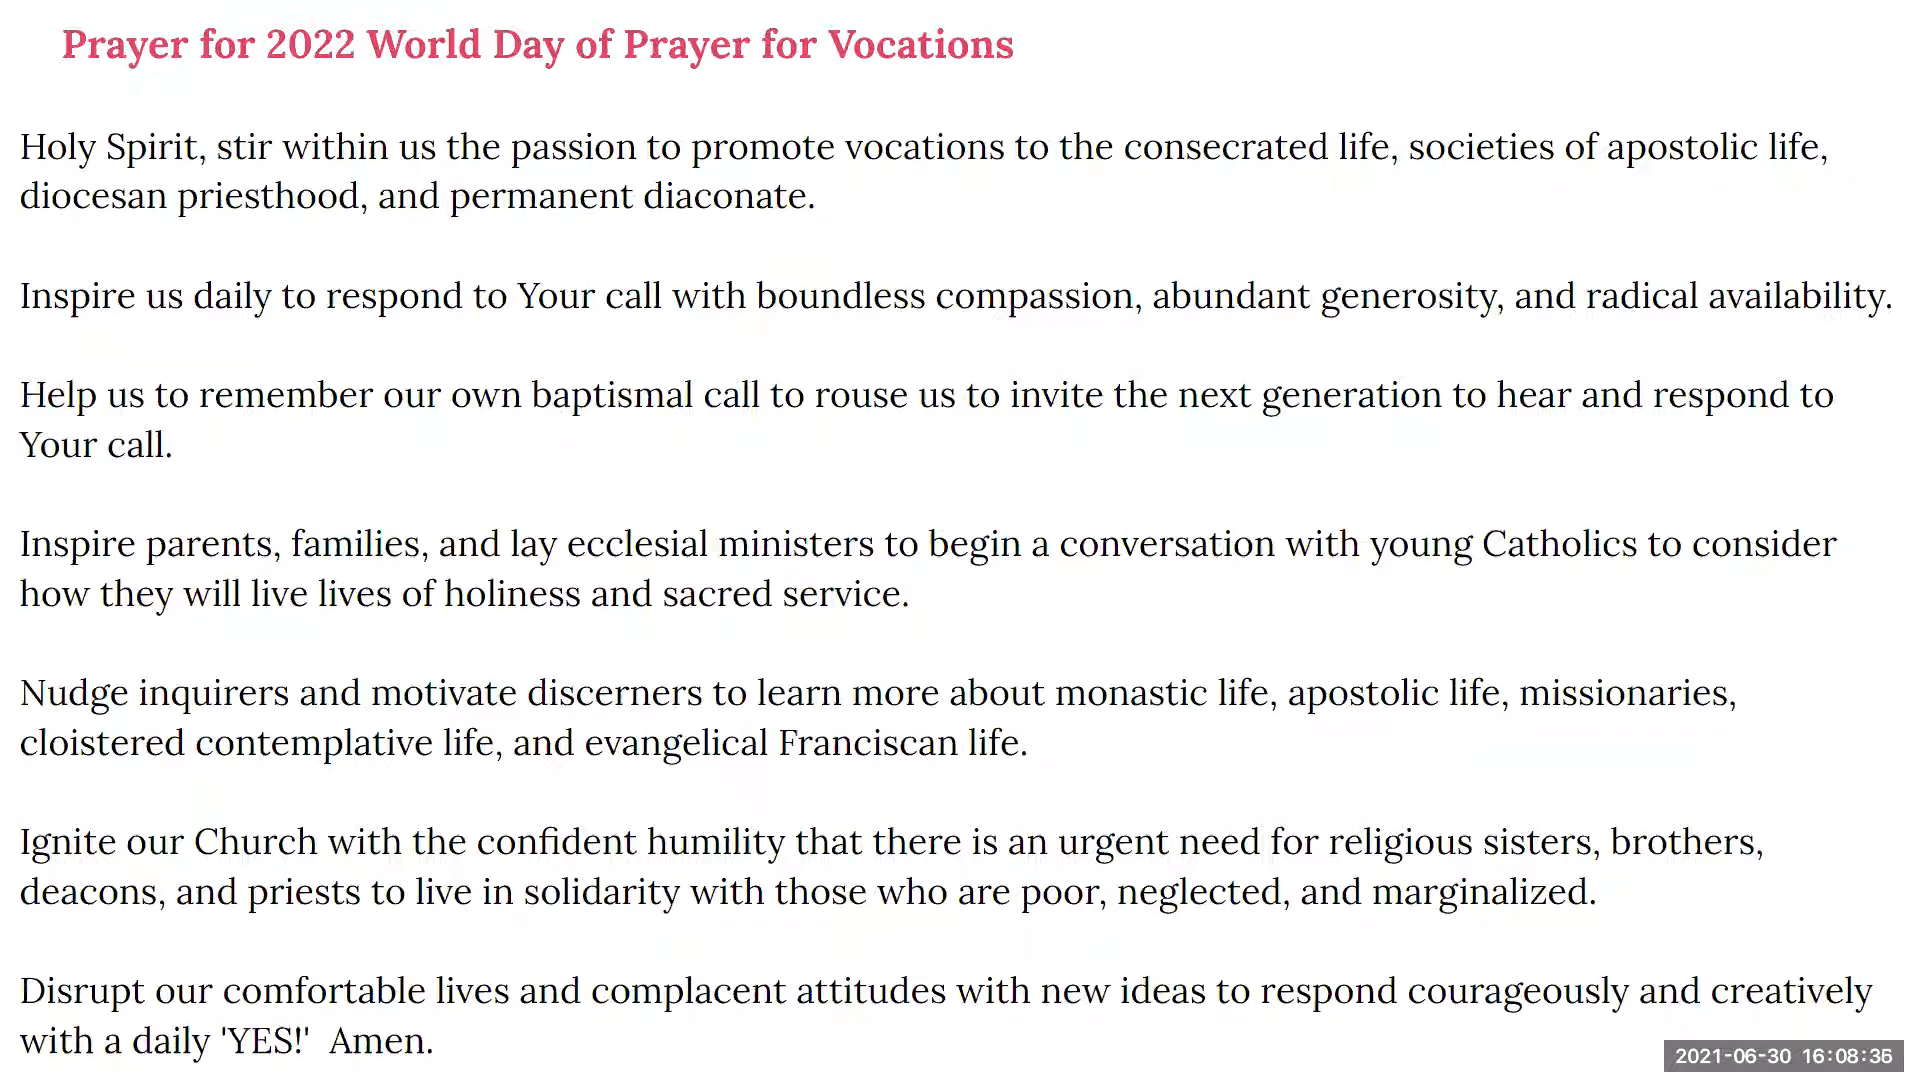 Prayer for 2022 World Day of Prayer for Vocations
Holy Spirit, stir within us the passion to promote vocations to the consecrated life, societies of apostolic life,
diocesan priesthood, and permanent diaconate.
Inspire us daily to respond to Your call with boundless compassion, abundant generosity, and radical availability.
Help us to remember our own baptismal call to rouse us to invite the next generation to hear and respond to
Your call.
Inspire parents, families, and lay ecclesial ministers to begin a conversation with young Catholics to consider
how they will live lives of holiness and sacred service.
Nudge inquirers and motivate discerners to learn more about monastic life, apostolic life, missionaries,
cloistered contemplative life, and evangelical Franciscan life.
Ignite our Church with the confident humility that there is an urgent need for religious sisters, brothers,
deacons, and priests to live in solidarity with those who are poor, neglected, and marginalized.
Disrupt our comfortable lives and complacent attitudes with new ideas to respond courageously and creatively
with a daily 'YES!'  Amen.
2021-06-30 16:08:36